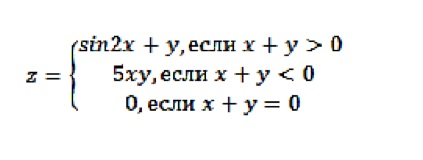 sin2x + y, если x + y > 0
z = { 5xy, если x + y < 0
0, если x + y = 0